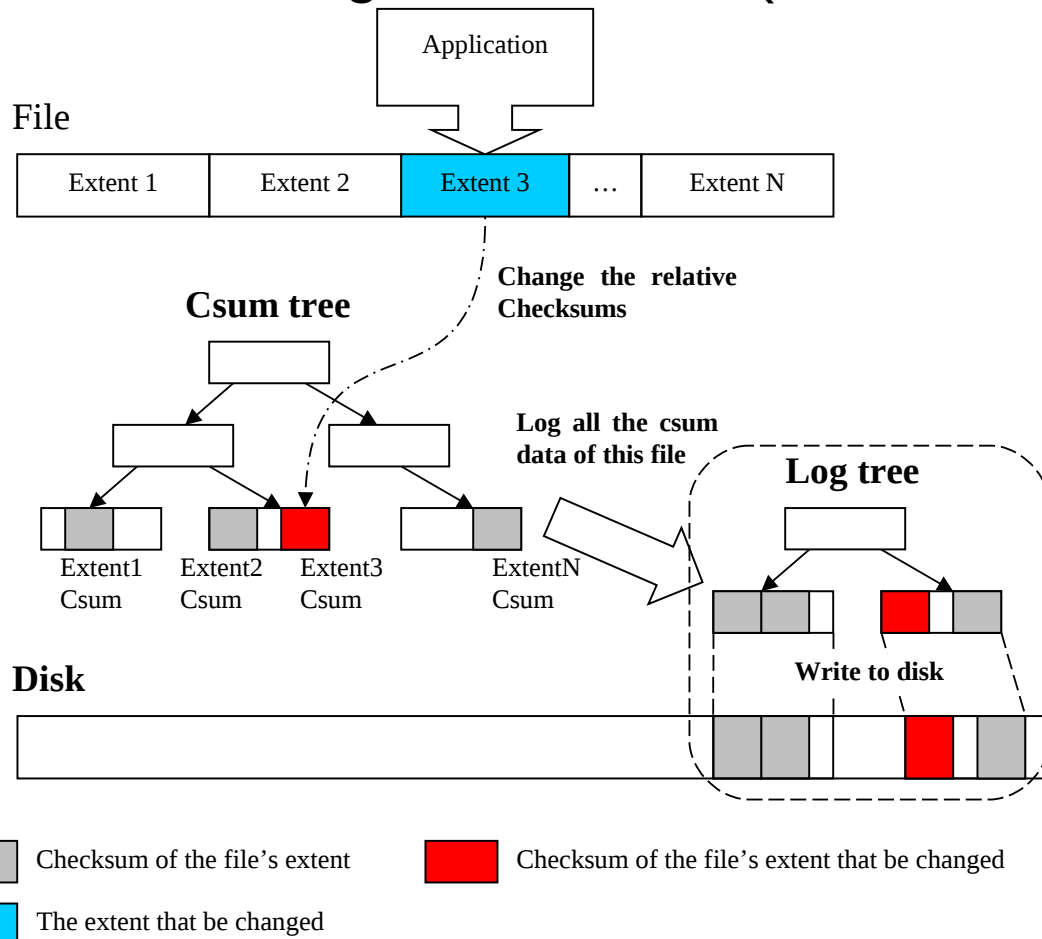 Application
File
Extent 1 Extent 2 Extent 3 … Extent N
Change the relative
Checksums
Csum tree
Log all the csum
data of this file
Log tree
Extent1 Extent2 Extent3 ExtentN
Csum Csum Csum Csum
Write to disk
Disk
Checksum of the file’s extent
Checksum of the file’s extent that be changed
The extent that be changed